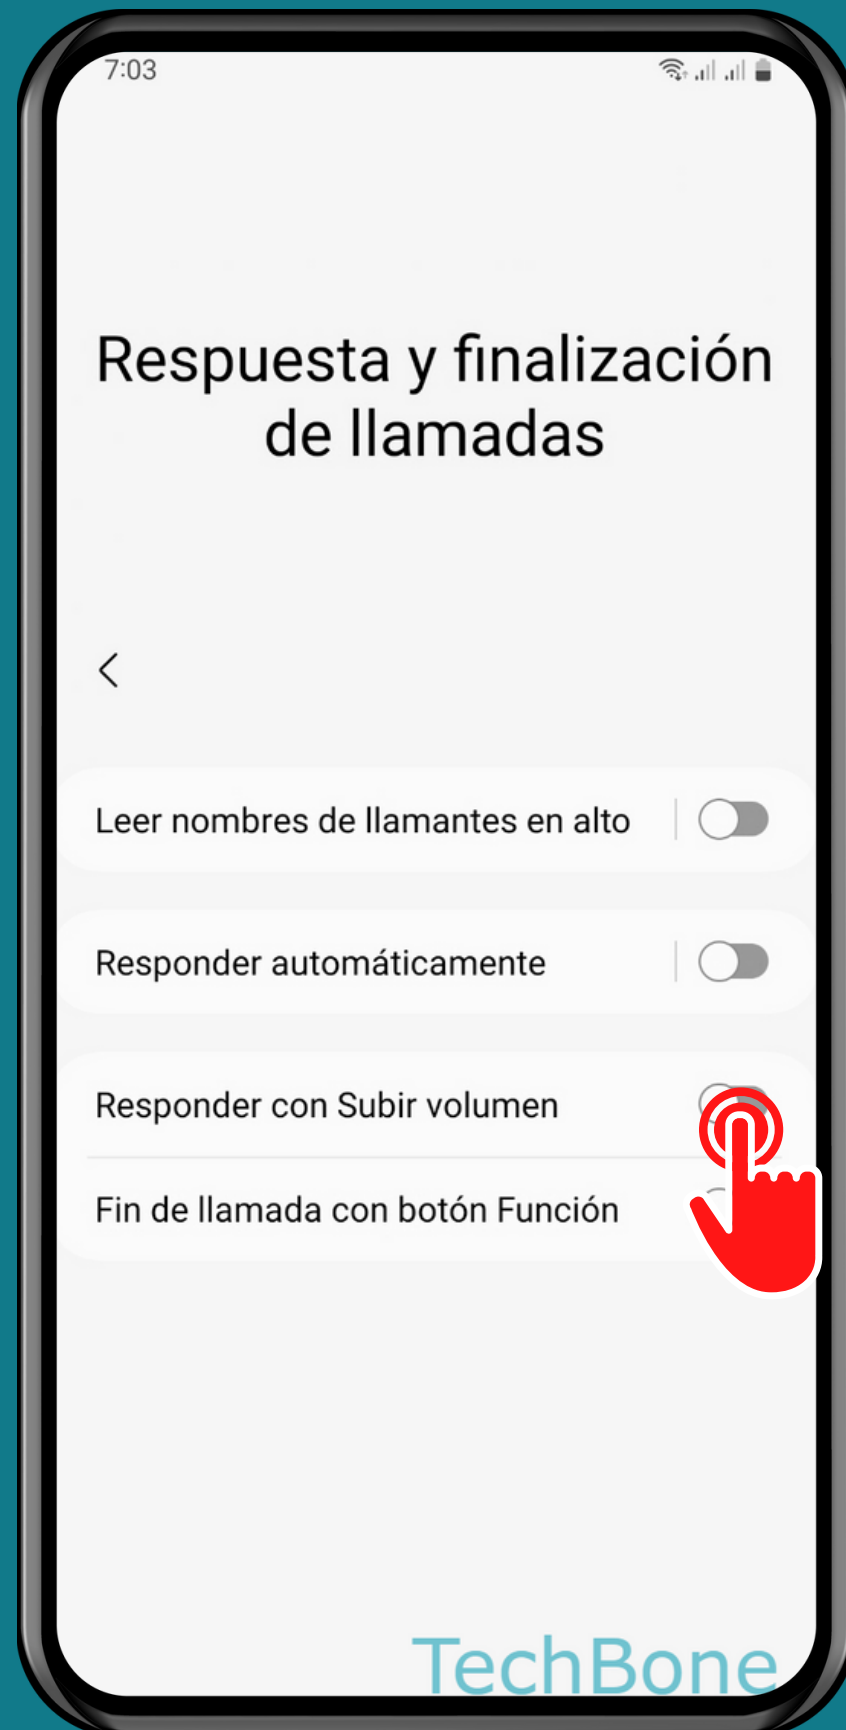 7:03
Respuesta y finalización
de llamadas
Leer nombres de llamantes en alto
Responder automáticamente
Responder con Subir volumen
Fin de llamada con botón Función
TechBone